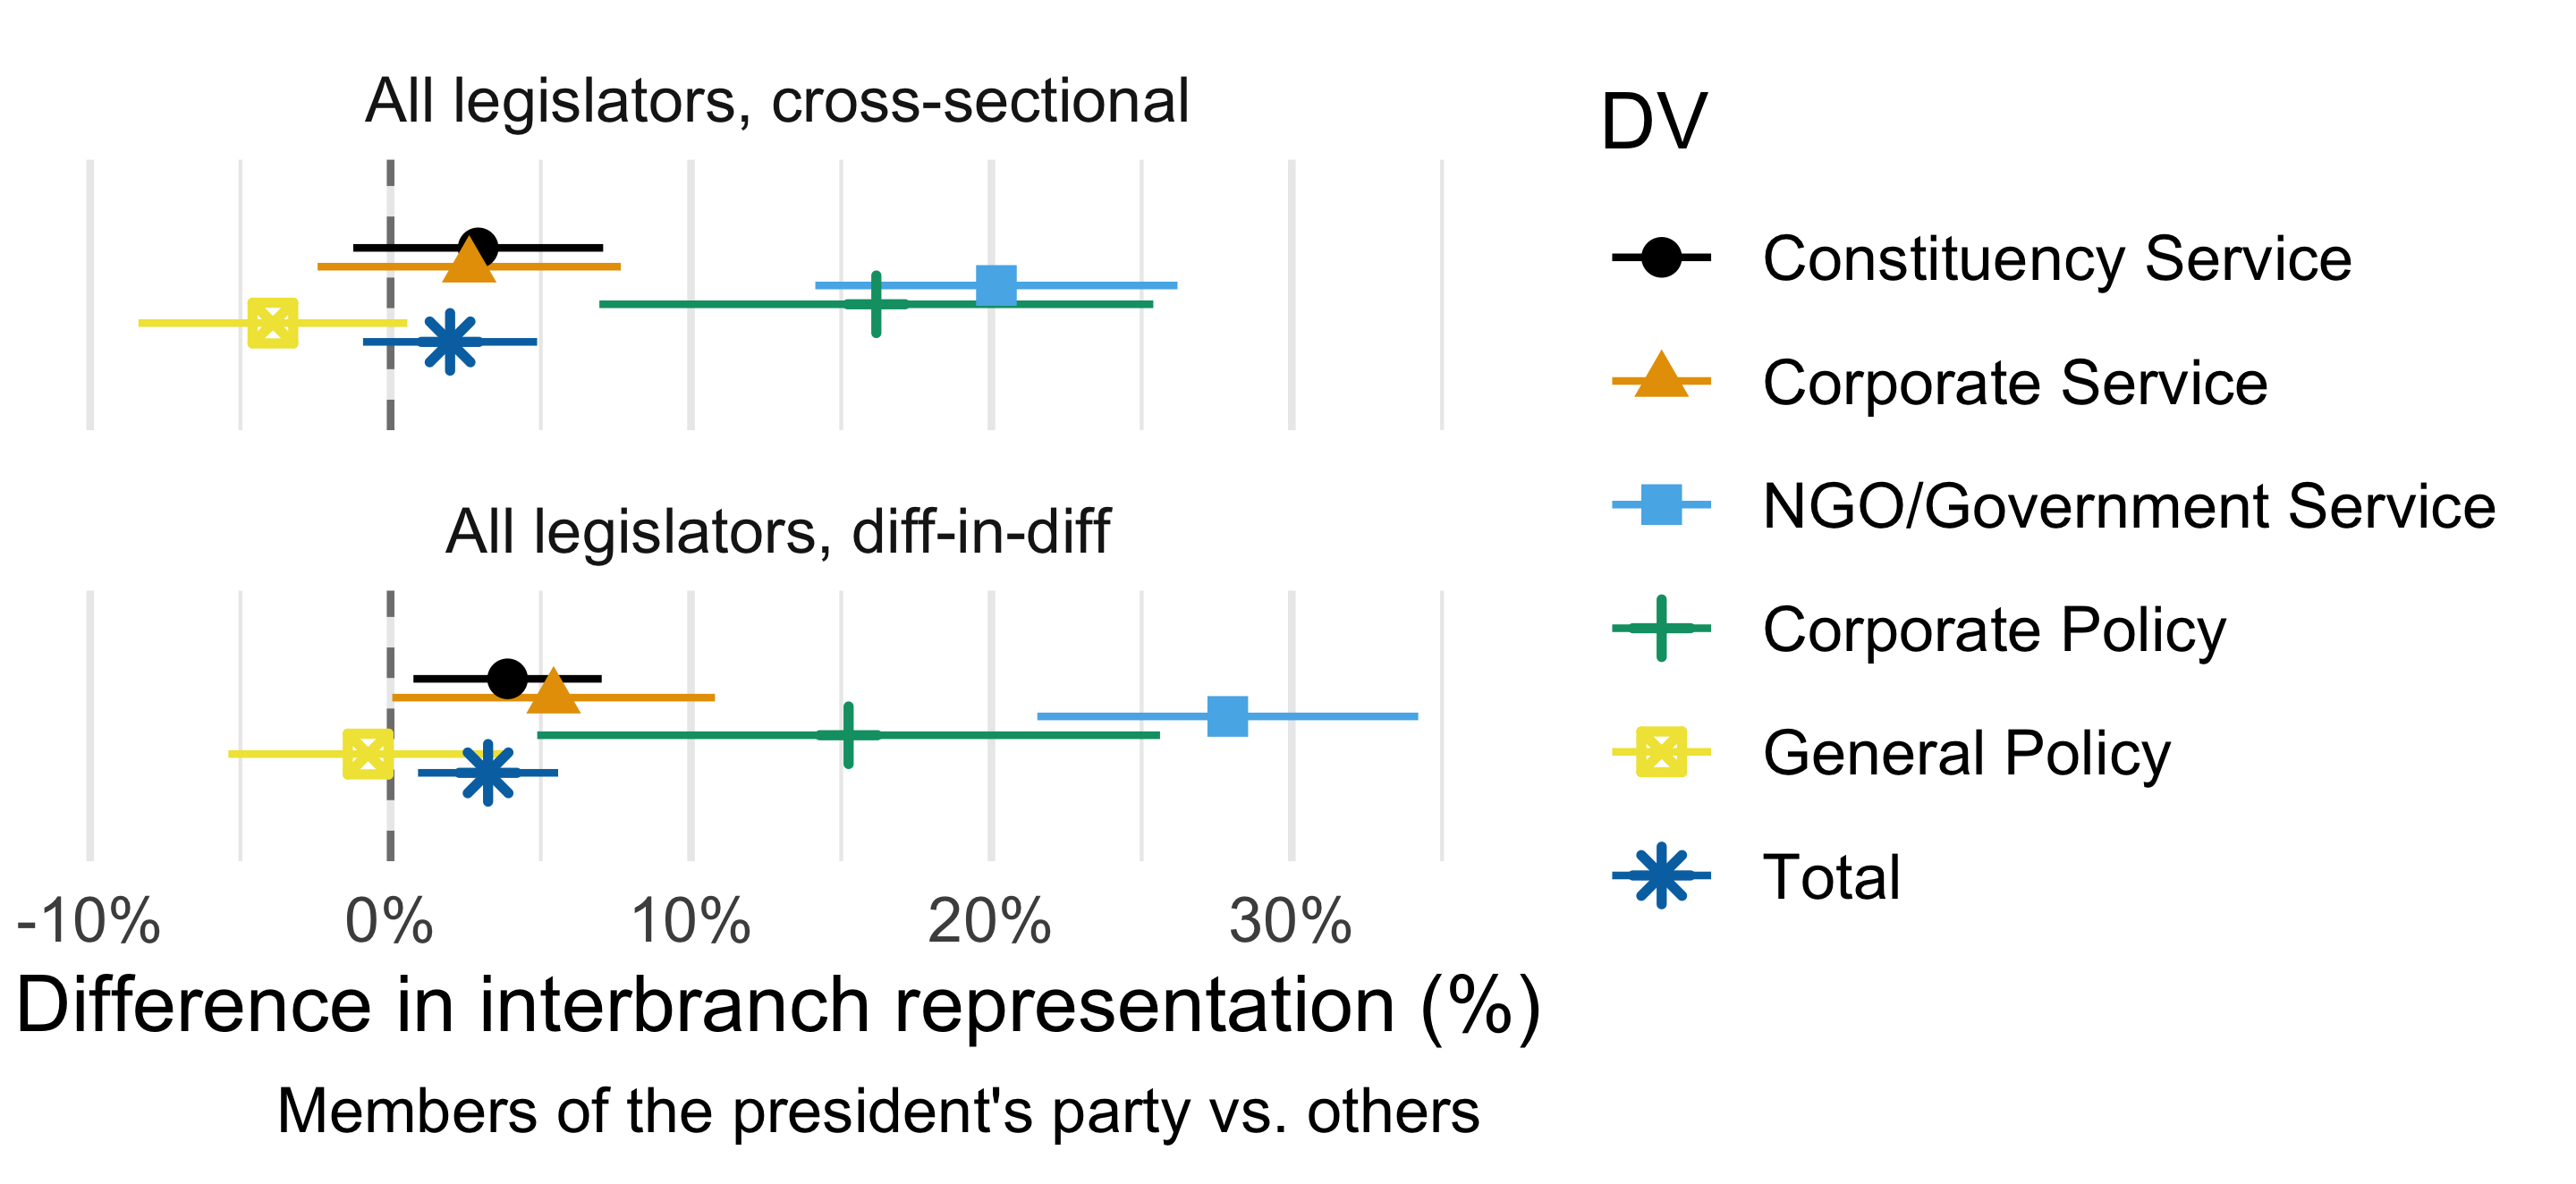 All legislators, cross-sectional
All legislators, diff-in-diff
-10% 0% 10% 20% 30%
Difference in interbranch representation (%)
Members of the president's party vs. others
DV
Constituency Service
Corporate Service
NGO/Government Service
Corporate Policy
General Policy
Total